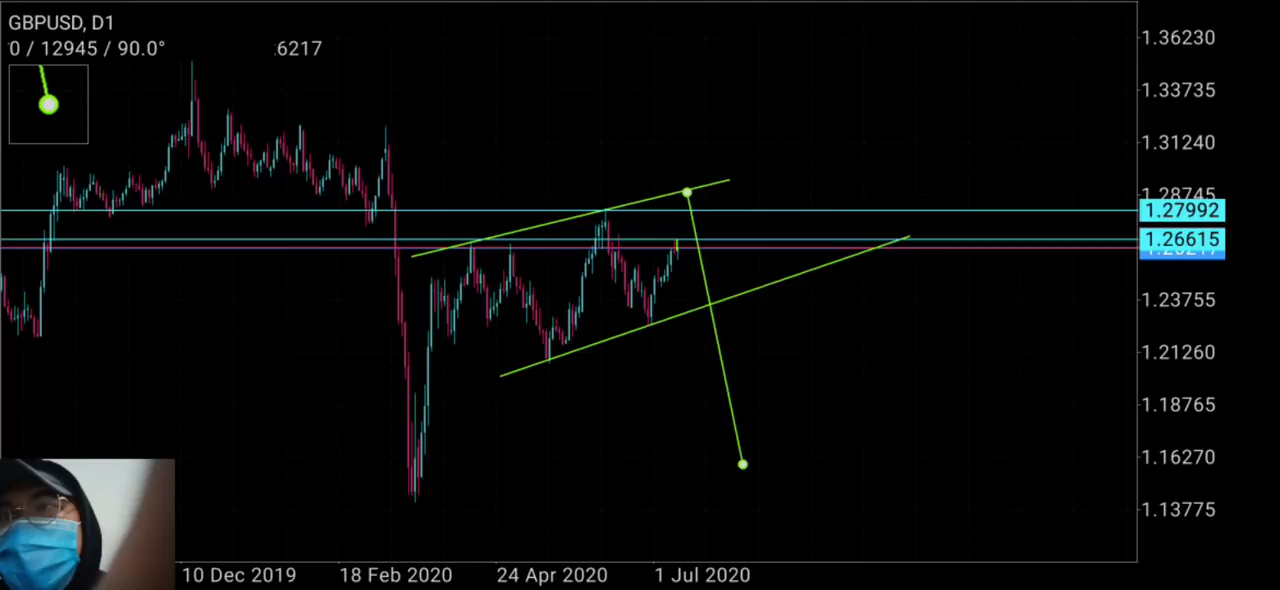 GBPUSD, D1
0 / 12945 / 90.0°
.6217
1.36230
1.33735
1.31240
1.28745
1.27992
1.26615
1.26217
1.23755
1.21260
1.18765
1.16270
1.13775
10 Dec 2019
18 Feb 2020
24 Apr 2020
1 Jul 2020